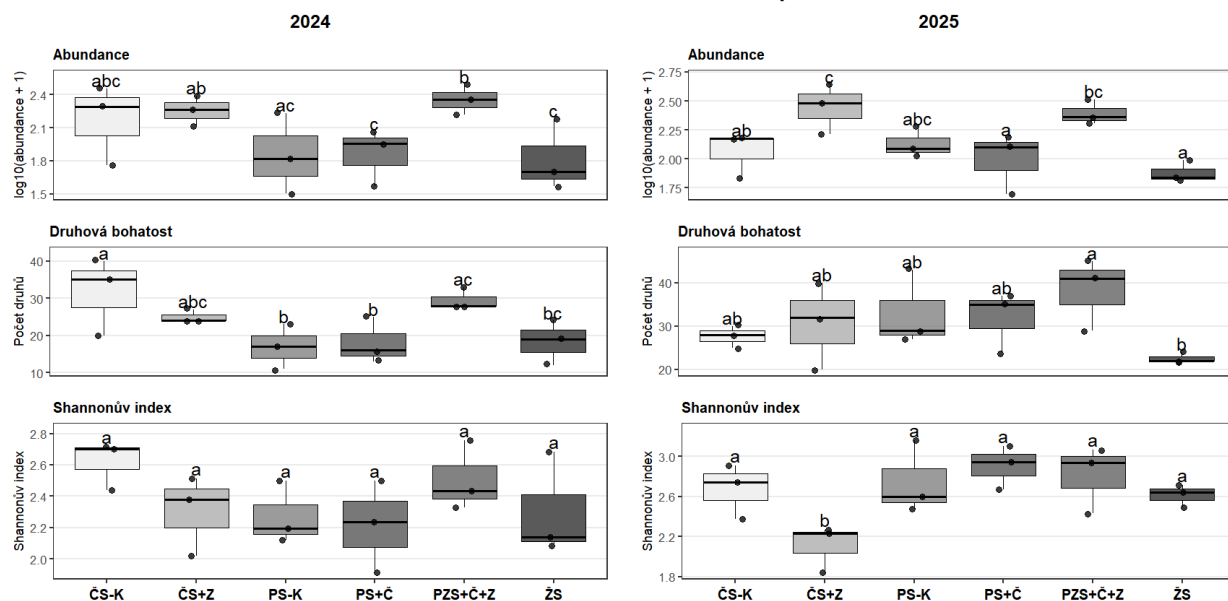 2024
2025
Abundance
Abundance
log10(abundance + 1)
2.4
2.1
1.8
1.5
abc
ab
ac
c
b
c
log10(abundance + 1)
2.75
2.50
2.25
2.00
1.75
ab
c
abc
a
bc
a
Druhová bohatost
Druhová bohatost
Počet druhů
40
30
20
10
a
abc
b
b
ac
bc
Počet druhů
40
30
20
ab
ab
ab
ab
a
b
Shannonův index
Shannonův index
Shannonův index
2.8
2.6
2.4
2.2
2.0
a
a
a
a
a
a
Shannonův index
3.0
2.6
2.2
1.8
a
b
a
a
a
a
ČS-K ČS+Z PS-K PS+Č PZS+Č+Z ŽS
ČS-K ČS+Z PS-K PS+Č PZS+Č+Z ŽS